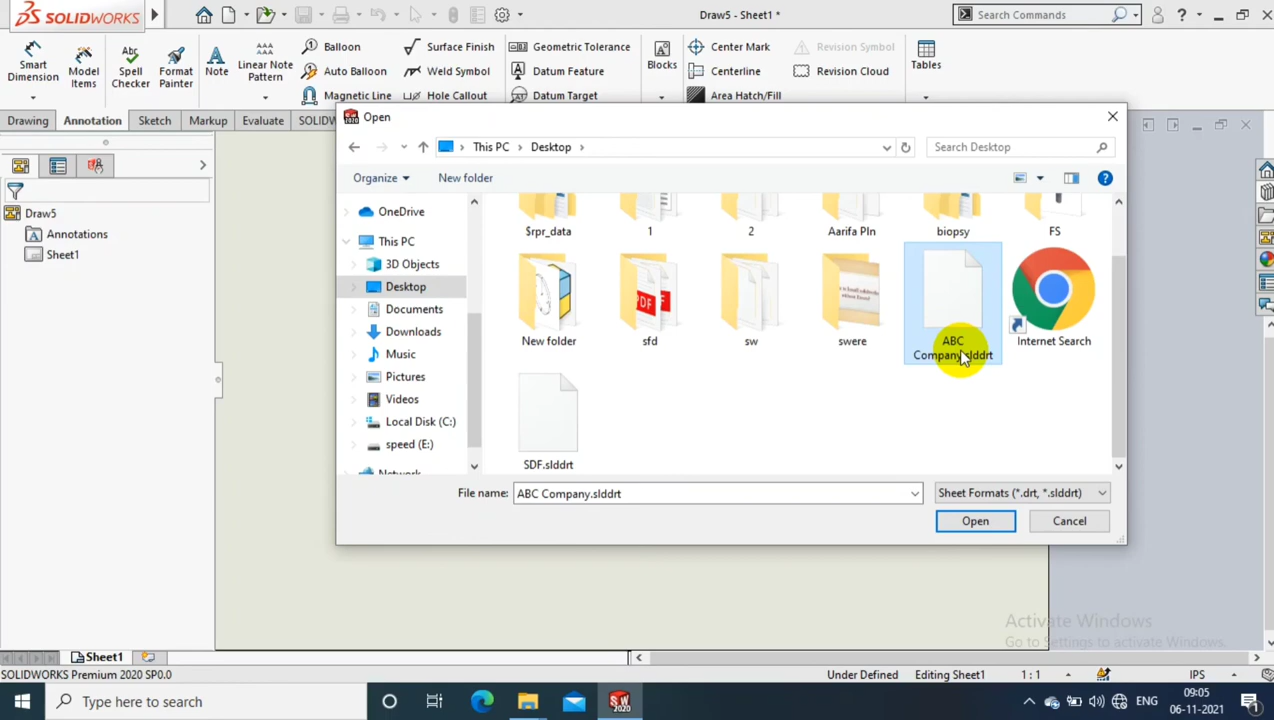 SOLIDWORKS
Draw5 - Sheet1 *
Search Commands
?
Smart Dimension
Model Items
Spell Checker
Format Painter
Note
Linear Note Pattern
Balloon
Auto Balloon
Magnetic Line
Surface Finish
Weld Symbol
Hole Callout
Geometric Tolerance
Datum Feature
Datum Target
Blocks
Center Mark
Centerline
Area Hatch/Fill
Revision Symbol
Revision Cloud
Tables
Drawing
Annotation
Sketch
Markup
Evaluate
SOLIDW
Draw5
Annotations
Sheet1
Open
This PC
Desktop
Search Desktop
Organize
New folder
OneDrive
This PC
3D Objects
Desktop
Documents
Downloads
Music
Pictures
Videos
Local Disk (C:)
speed (E:)
Network
$rpr_data
1
2
Aarifa Pln
biopsy
FS
New folder
PDF
sfd
sw
swere
ABC
Company.slddrt
Internet Search
SDF.slddrt
File name:
ABC Company.slddrt
Sheet Formats (*.drt, *.slddrt)
Open
Cancel
Activate Windows
Go to Settings to activate Windows.
Sheet1
SOLIDWORKS Premium 2020 SP0.0
Under Defined
Editing Sheet1
1 : 1
IPS
Type here to search
2020
ENG
09:05
06-11-2021
1